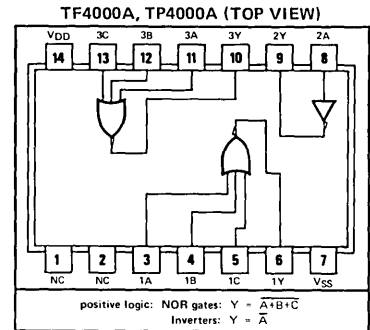 TF4000A, TP4000A (TOP VIEW)
VDD 3C 3B 3A 3Y 2Y 2A
14 13 12 11 10 9 8
1 2 3 4 5 6 7
NC NC 1A 1B 1C 1Y VSS
positive logic: NOR gates: Y = A+B+C
Inverters: Y = A